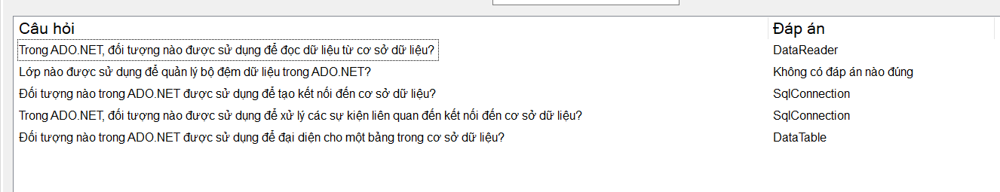 Câu hỏi Đáp án
Trong ADO.NET, đối tượng nào được sử dụng để đọc dữ liệu từ cơ sở dữ liệu? DataReader
Lớp nào được sử dụng để quản lý bộ đệm dữ liệu trong ADO.NET? Không có đáp án nào đúng
Đối tượng nào trong ADO.NET được sử dụng để tạo kết nối đến cơ sở dữ liệu? SqlConnection
Trong ADO.NET, đối tượng nào được sử dụng để xử lý các sự kiện liên quan đến kết nối đến cơ sở dữ liệu? SqlConnection
Đối tượng nào trong ADO.NET được sử dụng để đại diện cho một bảng trong cơ sở dữ liệu? DataTable